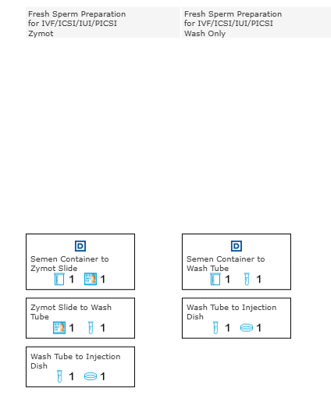 Fresh Sperm Preparation
for IVF/ICSI/IUI/PICSI
Zymot
Fresh Sperm Preparation
for IVF/ICSI/IUI/PICSI
Wash Only
D
Semen Container to
Zymot Slide
1 1
Zymot Slide to Wash
Tube
1 1
Wash Tube to Injection
Dish
1 1
D
Semen Container to
Wash Tube
1 1
Wash Tube to Injection
Dish
1 1